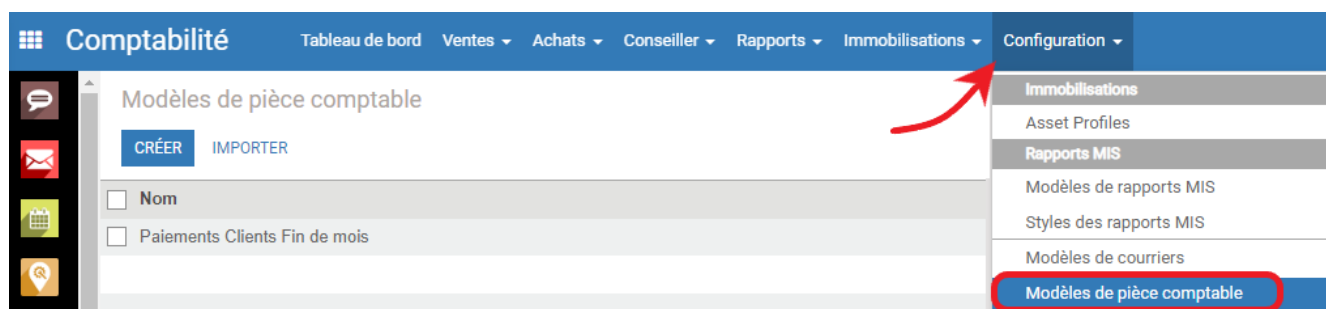 Comptabilité Tableau de bord Ventes Achats Conseiller Rapports Immobilisations Configuration
Modèles de pièce comptable
CRÉER IMPORTER
Nom
Paiements Clients Fin de mois
Immobilisations
Asset Profiles
Rapports MIS
Modèles de rapports MIS
Styles des rapports MIS
Modèles de courriers
Modèles de pièce comptable